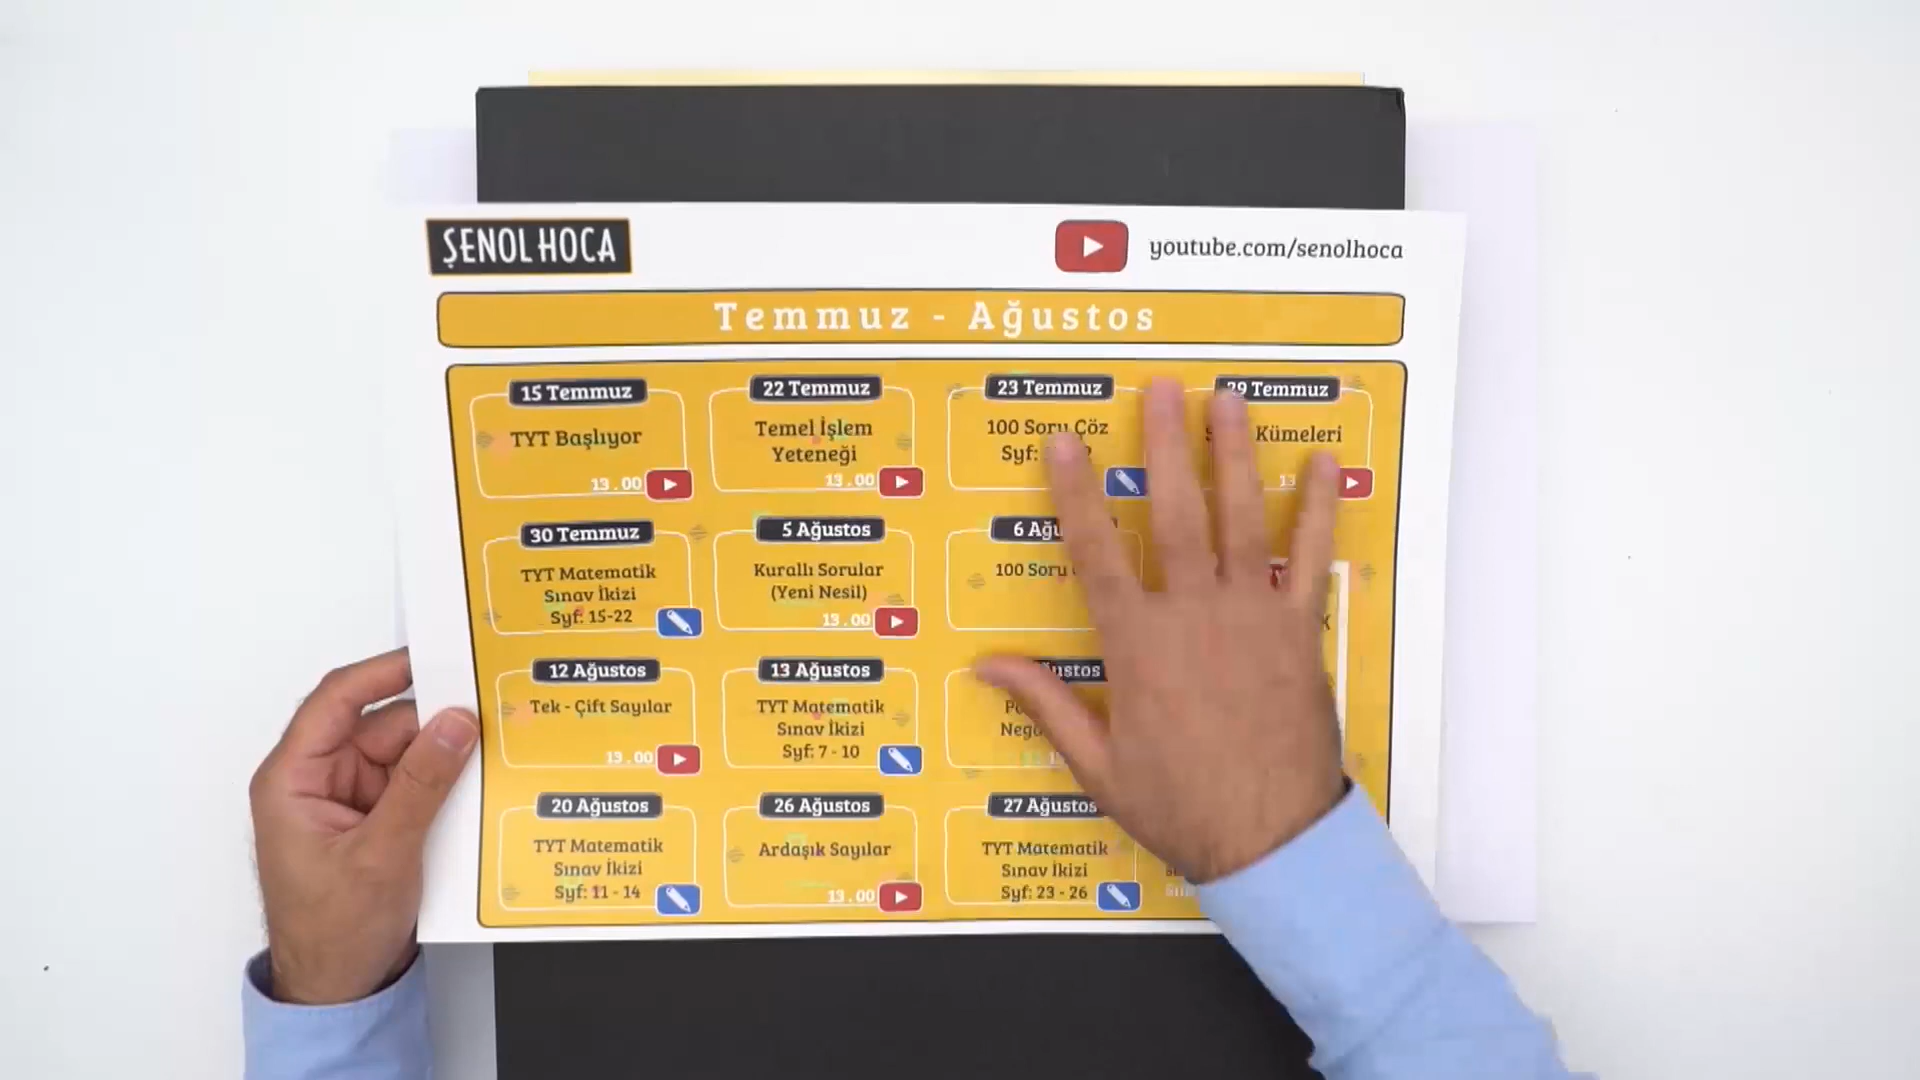 ŞENOL HOCA
youtube.com/senolhoca
Temmuz - Ağustos
15 Temmuz
TYT Başlıyor
13.00
22 Temmuz
Temel İşlem
Yeteneği
13.00
23 Temmuz
100 Soru Çöz
Syf:
29 Temmuz
Kümeleri
13
30 Temmuz
TYT Matematik
Sınav İkizi
Syf: 15-22
5 Ağustos
Kurallı Sorular
(Yeni Nesil)
13.00
6
100 Soru
12 Ağustos
Tek - Çift Sayılar
13.00
13 Ağustos
TYT Matematik
Sınav İkizi
Syf: 7 - 10
20 Ağustos
TYT Matematik
Sınav İkizi
Syf: 11 - 14
26 Ağustos
Ardaşık Sayılar
13.00
27 Ağustos
TYT Matematik
Sınav İkizi
Syf: 23 - 26